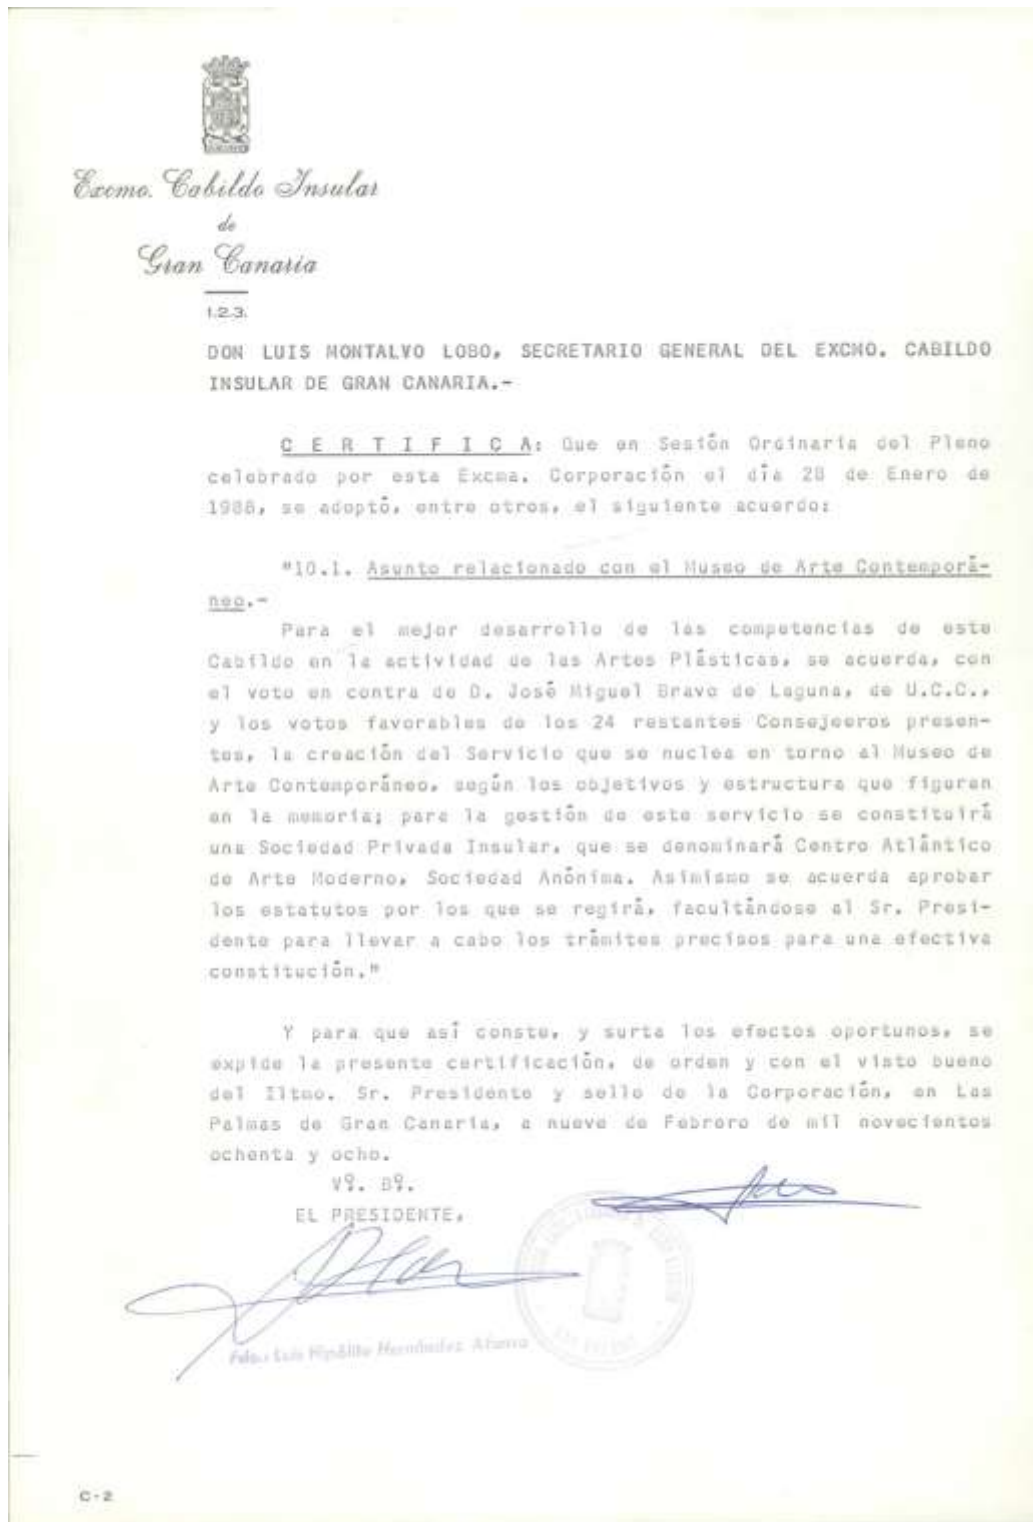 Excmo. Cabildo Insular
de
Gran Canaria
1.2.3.
DON LUIS MONTALVO LOBO, SECRETARIO GENERAL DEL EXCMO. CABILDO
INSULAR DE GRAN CANARIA.-
C E R T I F I C A: Que en Sesión Ordinaria del Pleno
celebrado por esta Excma. Corporación el día 28 de Enero de
1988, se adoptó, entre otros, el siguiente acuerdo:
"10.1. Asunto relacionado con el Museo de Arte Contemporá-
neo.-
Para el mejor desarrollo de las competencias de este
Cabildo en la actividad de las Artes Plásticas, se acuerda, con
el voto en contra de D. José Miguel Bravo de Laguna, de U.C.C.,
y los votos favorables de los 24 restantes Consejeeros presen-
tes, la creación del Servicio que se nuclea en torno al Museo de
Arte Contemporáneo, según los objetivos y estructura que figuran
en la memoria; para la gestión de este servicio se constituirá
una Sociedad Privada Insular, que se denominará Centro Atlántico
de Arte Moderno, Sociedad Anónima. Asimismo se acuerda aprobar
los estatutos por los que se regirá, facultándose al Sr. Presi-
dente para llevar a cabo los trámites precisos para una efectiva
constitución."
Y para que así conste, y surta los efectos oportunos, se
expide la presente certificación, de orden y con el visto bueno
del Iltmo. Sr. Presidente y sello de la Corporación, en Las
Palmas de Gran Canaria, a nueve de Febrero de mil novecientos
ochenta y ocho.
Vº. Bº.
EL PRESIDENTE,
Fdo.: Luis Hipólito Hernández Afonso
C-2